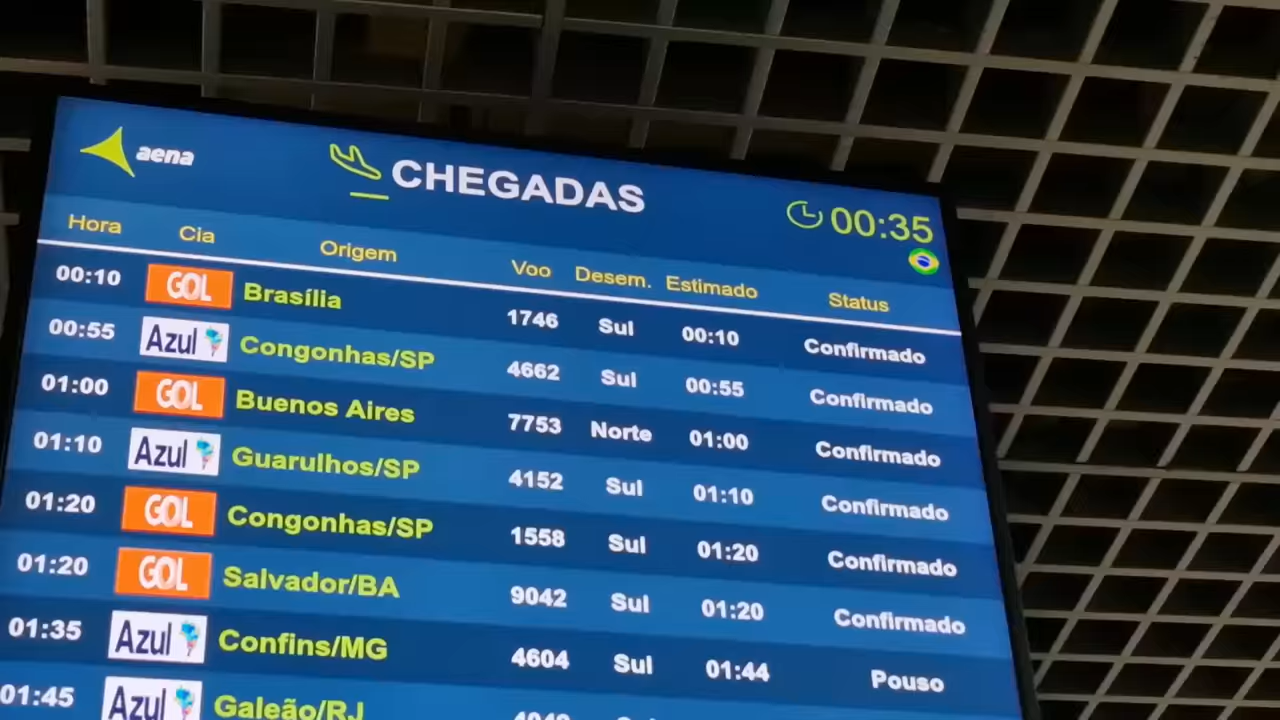 aena CHEGADAS 00:35
Hora Cia Origem Voo Desem. Estimado Status
00:10 GOL Brasília 1746 Sul 00:10 Confirmado
00:55 Azul Congonhas/SP 4662 Sul 00:55 Confirmado
01:00 GOL Buenos Aires 7753 Norte 01:00 Confirmado
01:10 Azul Guarulhos/SP 4152 Sul 01:10 Confirmado
01:20 GOL Congonhas/SP 1558 Sul 01:20 Confirmado
01:20 GOL Salvador/BA 9042 Sul 01:20 Confirmado
01:35 Azul Confins/MG 4604 Sul 01:44 Pouso
01:45 Azul Galeão/RJ